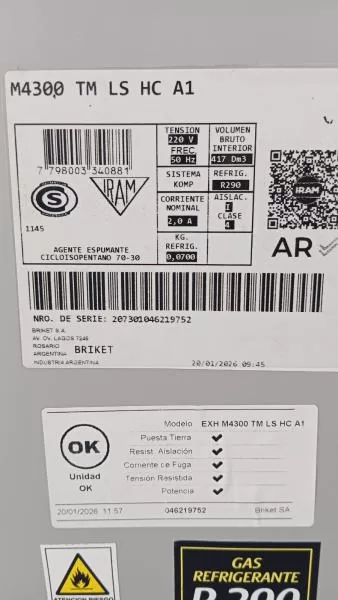 M4300 TM LS HC A1
TENSION
220 V
FREC.
50 Hz
VOLUMEN
BRUTO
INTERIOR
417 Dm3
SISTEMA
KOMP
REFRIG.
R290
CORRIENTE
NOMINAL
2,0 A
AISLAC.
I
CLASE
4
KG.
REFRIG.
0,0700
7 798003 340881
S
IRAM
1145
AGENTE ESPUMANTE
CICLOISOPENTANO 70-30
IRAM
AR
NRO. DE SERIE: 207301046219752
BRIKET S.A.
AV. OV. LAGOS 7246
ROSARIO
ARGENTINA BRIKET
INDUSTRIA ARGENTINA
20/01/2026 09:45
OK
Unidad
OK
Modelo EXH M4300 TM LS HC A1
Puesta Tierra ✓
Resist. Aislación ✓
Corriente de Fuga ✓
Tensión Resistida ✓
Potencia ✓
20/01/2026 11:57 046219752 Briket SA
ATENCION RIESGO
GAS
REFRIGERANTE
R 290